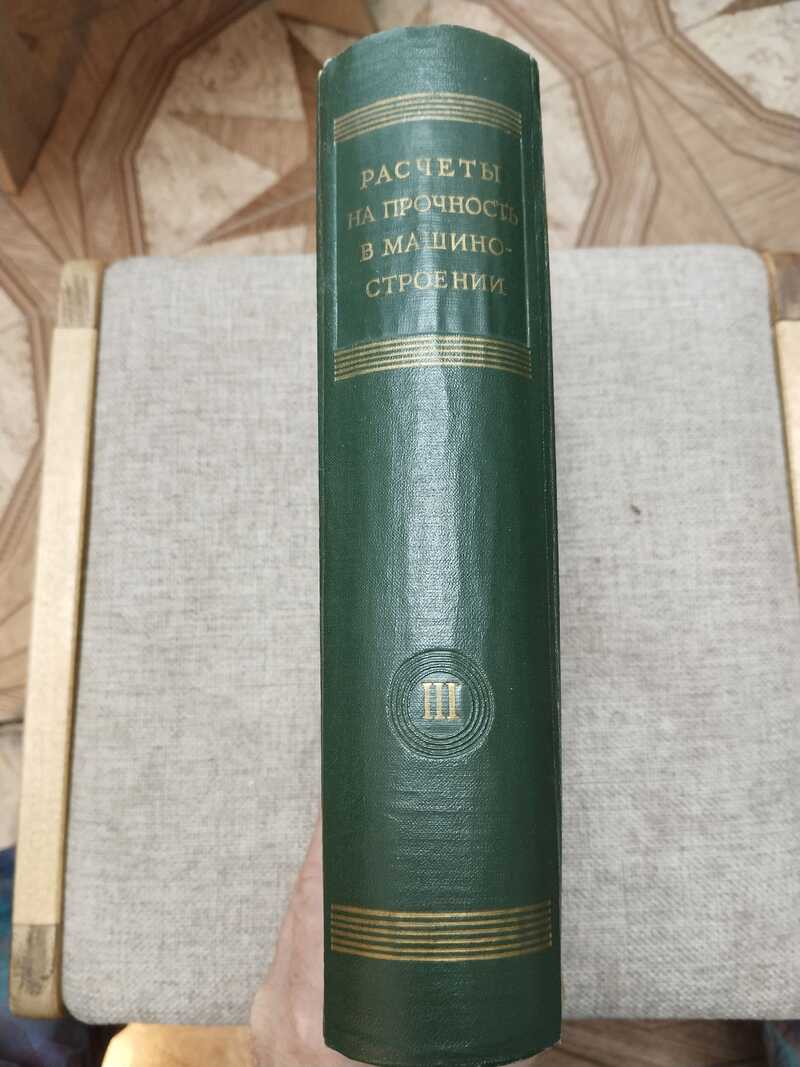 РАСЧЕТЫ
НА ПРОЧНОСТЬ
В МАШИНО-
СТРОЕНИИ
III